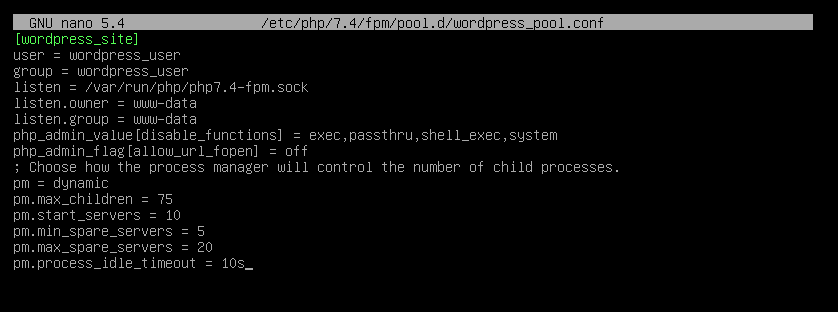 GNU nano 5.4 /etc/php/7.4/fpm/pool.d/wordpress_pool.conf
[wordpress_site]
user = wordpress_user
group = wordpress_user
listen = /var/run/php/php7.4-fpm.sock
listen.owner = www-data
listen.group = www-data
php_admin_value[disable_functions] = exec,passthru,shell_exec,system
php_admin_flag[allow_url_fopen] = off
; Choose how the process manager will control the number of child processes.
pm = dynamic
pm.max_children = 75
pm.start_servers = 10
pm.min_spare_servers = 5
pm.max_spare_servers = 20
pm.process_idle_timeout = 10s